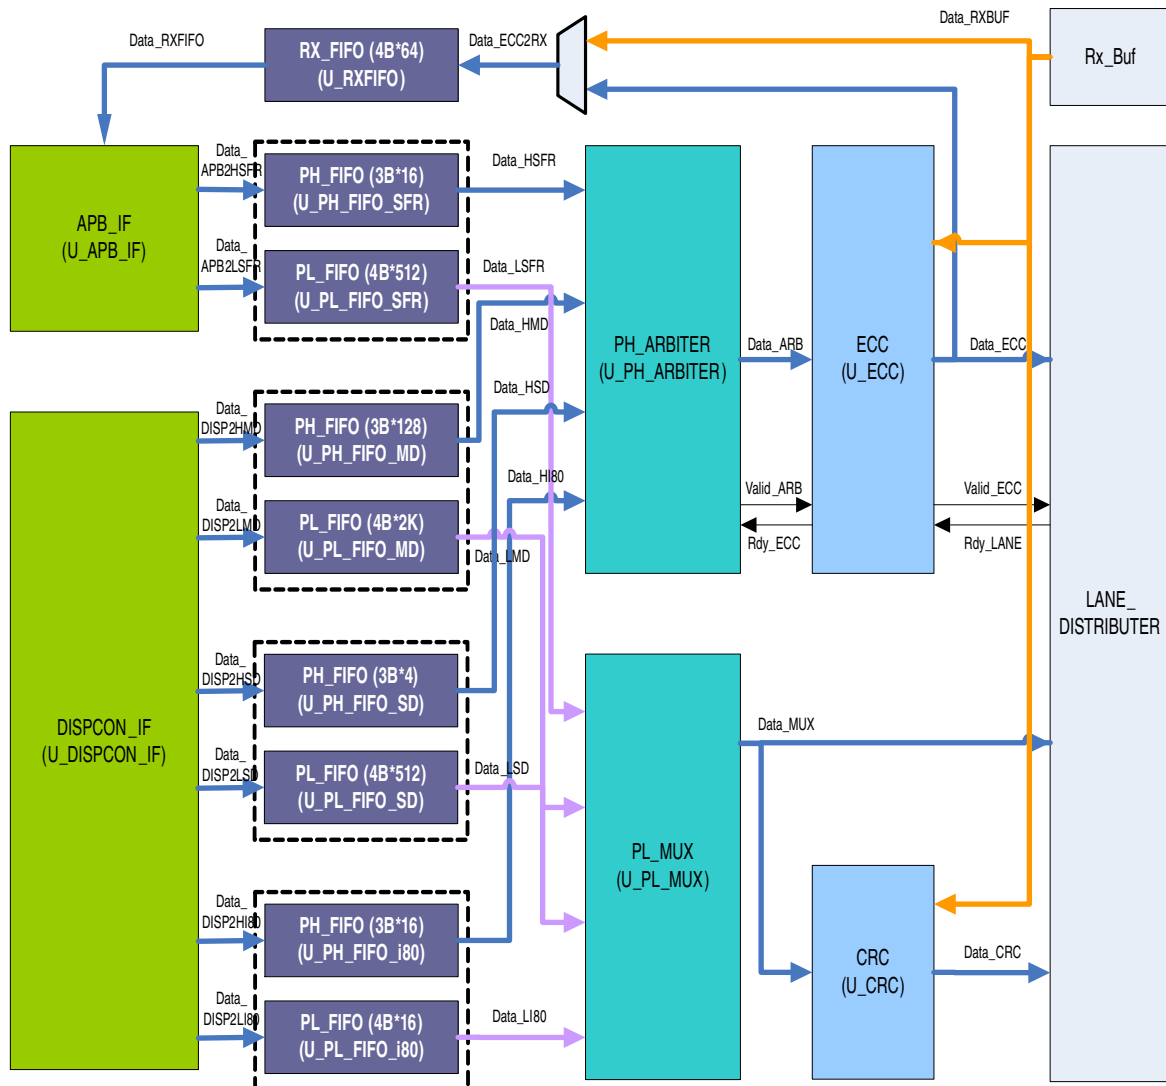 Data_RXFIFO
RX_FIFO (4B*64)
(U_RXFIFO)
Data_ECC2RX
Data_RXBUF
Rx_Buf
APB_IF
(U_APB_IF)
Data_
APB2HSFR
Data_
APB2LSFR
PH_FIFO (3B*16)
(U_PH_FIFO_SFR)
PL_FIFO (4B*512)
(U_PL_FIFO_SFR)
Data_HSFR
Data_LSFR
Data_HMD
Data_HSD
Data_HI80
PH_ARBITER
(U_PH_ARBITER)
Data_ARB
Valid_ARB
Rdy_ECC
ECC
(U_ECC)
Data_ECC
Valid_ECC
Rdy_LANE
LANE_
DISTRIBUTER
DISPCON_IF
(U_DISPCON_IF)
Data_
DISP2HMD
Data_
DISP2LMD
PH_FIFO (3B*128)
(U_PH_FIFO_MD)
PL_FIFO (4B*2K)
(U_PL_FIFO_MD)
Data_LMD
Data_
DISP2HSD
Data_
DISP2LSD
PH_FIFO (3B*4)
(U_PH_FIFO_SD)
PL_FIFO (4B*512)
(U_PL_FIFO_SD)
Data_LSD
Data_
DISP2HI80
Data_
DISP2LI80
PH_FIFO (3B*16)
(U_PH_FIFO_i80)
PL_FIFO (4B*16)
(U_PL_FIFO_i80)
Data_LI80
PL_MUX
(U_PL_MUX)
Data_MUX
CRC
(U_CRC)
Data_CRC